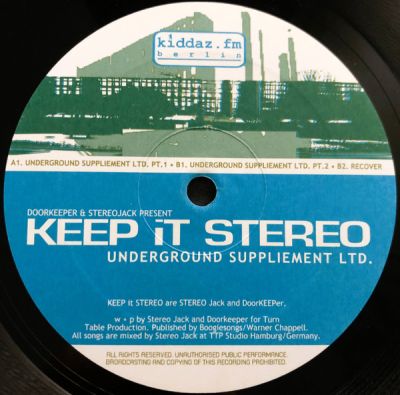 kiddaz.fm
berlin
A1. UNDERGROUND SUPPLIEMENT LTD. PT.1 • B1. UNDERGROUND SUPPLIEMENT LTD. PT.2 • B2. RECOVER
DOORKEEPER & STEREOJACK PRESENT
KEEP iT STEREO
UNDERGROUND SUPPLIEMENT LTD.
KEEP it STEREO are STEREO Jack and DoorKEEPer.
w + p by Stereo Jack and Doorkeeper for Turn
Table Production. Published by Boogiesongs/Warner Chappell.
All songs are mixed by Stereo Jack at TTP Studio Hamburg/Germany.
ALL RIGHTS RESERVED. UNAUTHORISED PUBLIC PERFORMANCE.
BROADCASTING AND COPYING OF THIS RECORDING PROHIBITED.